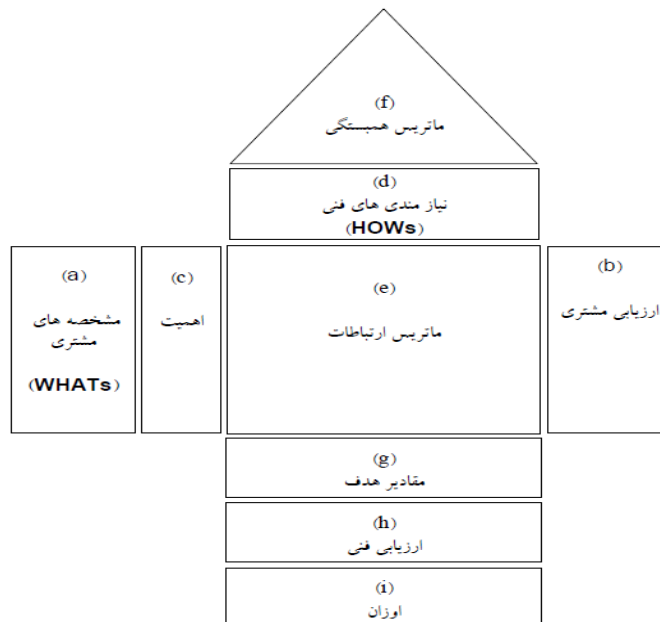 (f)
ماتریس همبستگی
(d)
نیاز مندی های فنی
(HOWs)
(a)
مشخصه های
مشتری
(WHATs)
(c)
اهمیت
(e)
ماتریس ارتباطات
(b)
ارزیابی مشتری
(g)
مقادیر هدف
(h)
ارزیابی فنی
(i)
اوزان